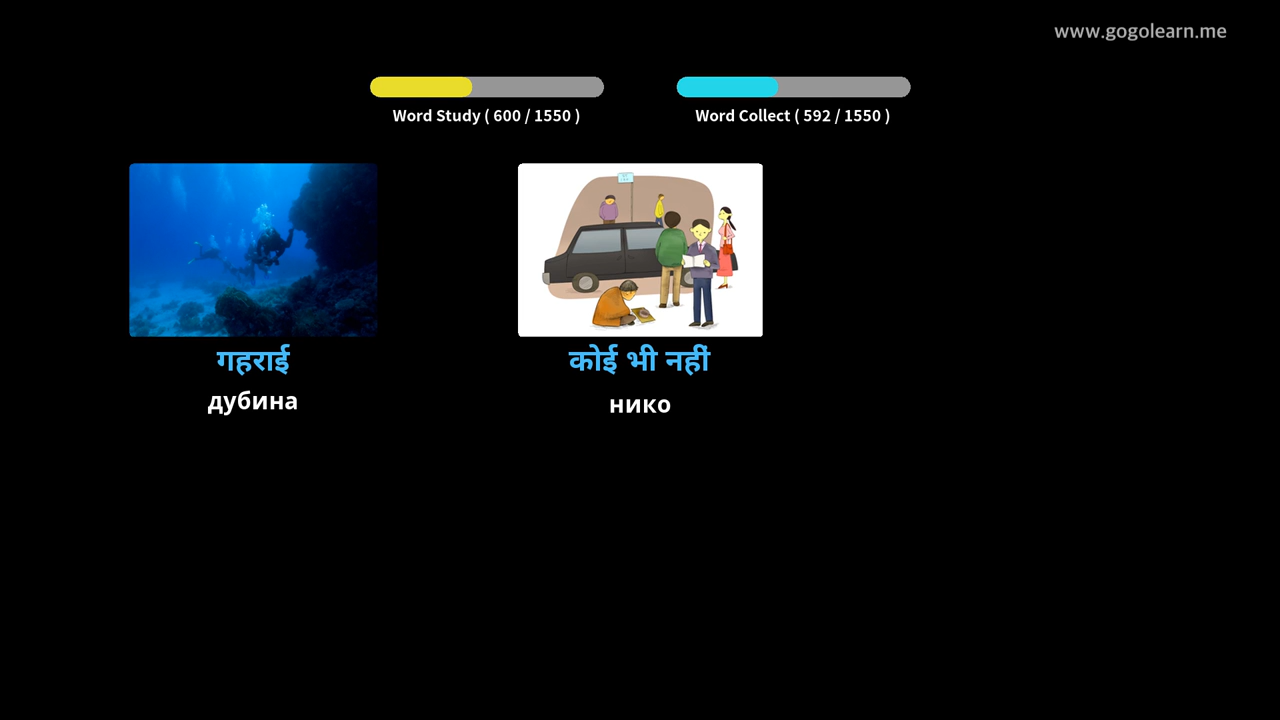 www.gogolearn.me
Word Study ( 600 / 1550 )
Word Collect ( 592 / 1550 )
गहराई
дубина
कोई भी नहीं
нико